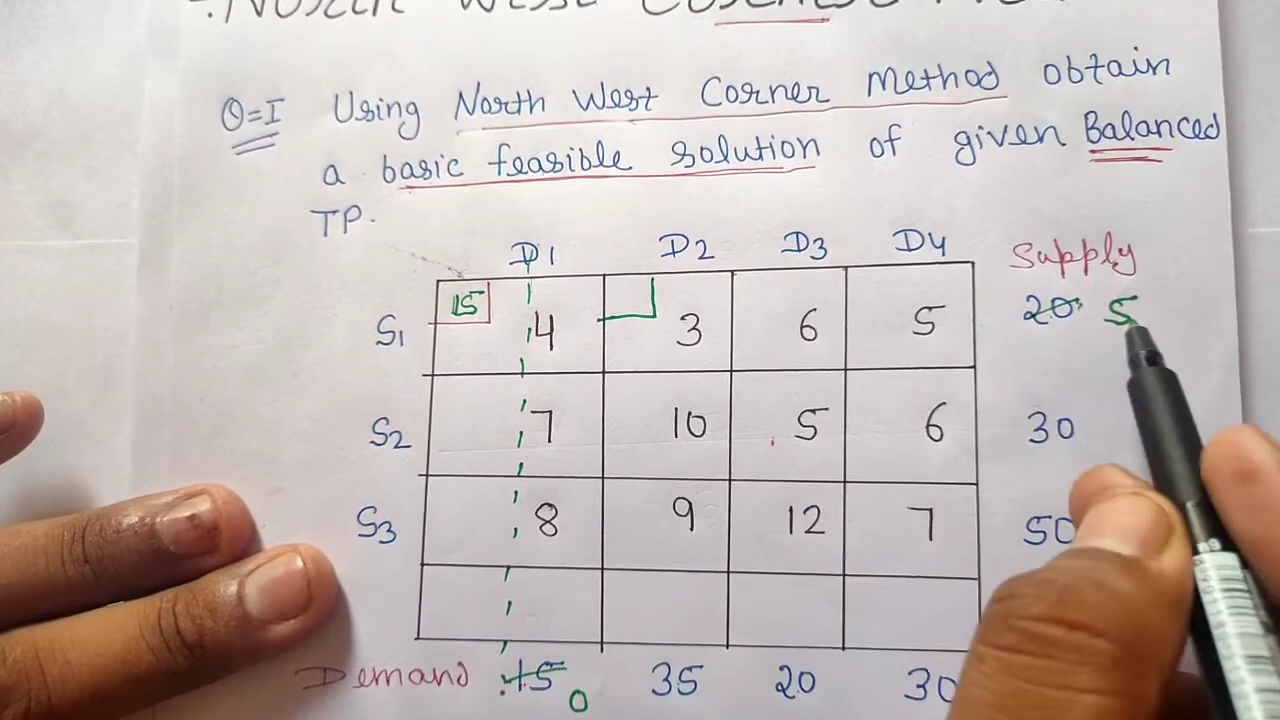 Q=I Using North West Corner Method obtain
a basic feasible solution of given Balanced
TP.
D1 D2 D3 D4 Supply
S1 15 4 3 6 5 20 5
S2 7 10 5 6 30
S3 8 9 12 7 50
Demand 15 0 35 20 30